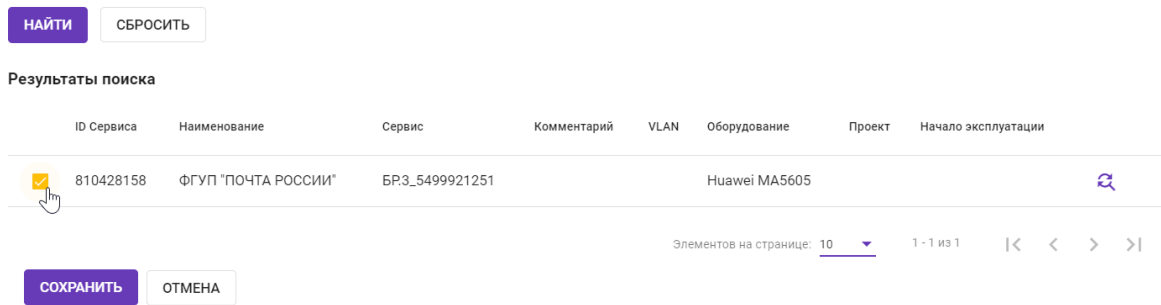 НАЙТИ СБРОСИТЬ
Результаты поиска
ID Сервиса Наименование Сервис Комментарий VLAN Оборудование Проект Начало эксплуатации
810428158 ФГУП "ПОЧТА РОССИИ" БР.3_5499921251 Huawei MA5605
Элементов на странице: 10 1 - 1 из 1
СОХРАНИТЬ ОТМЕНА